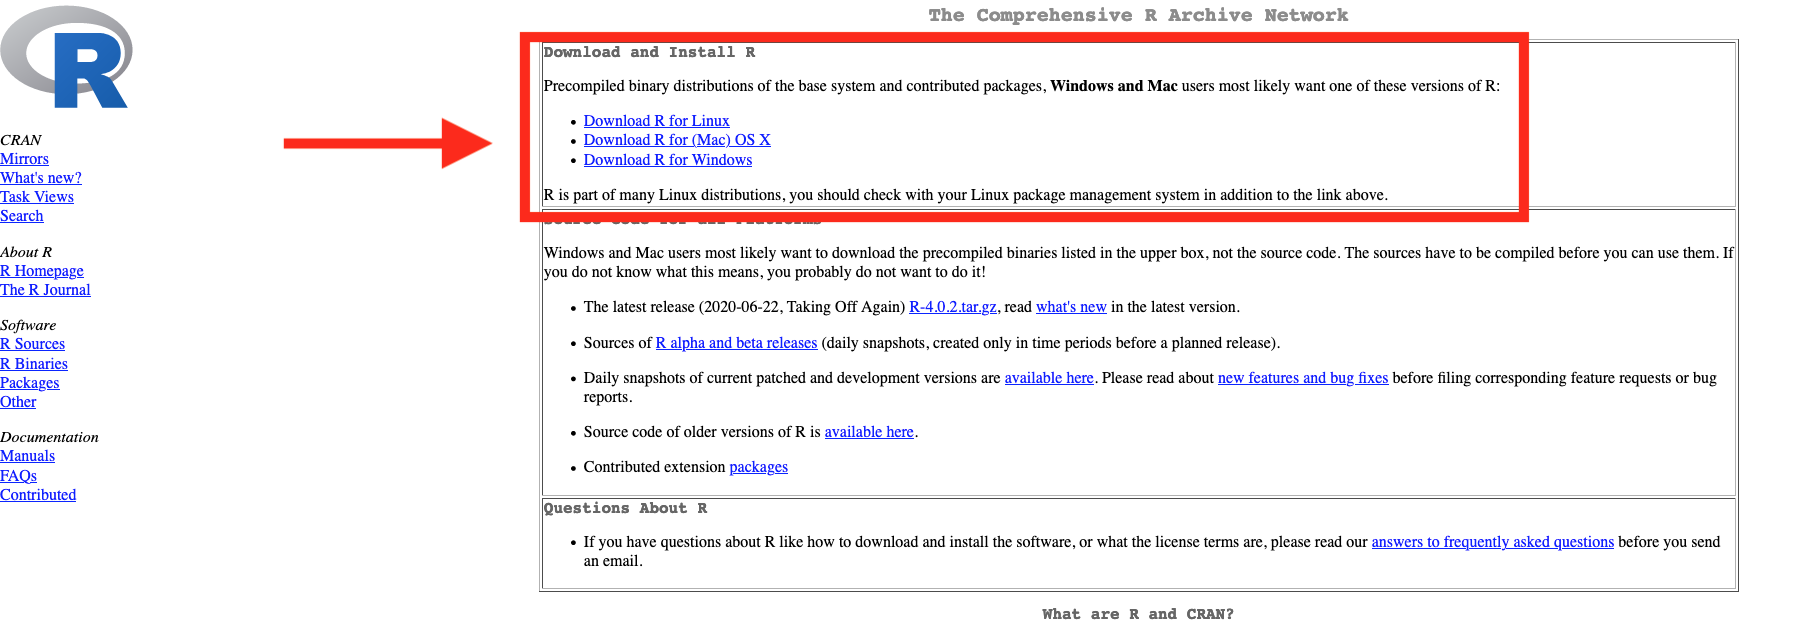 The Comprehensive R Archive Network
R
CRAN
Mirrors
What's new?
Task Views
Search
About R
R Homepage
The R Journal
Software
R Sources
R Binaries
Packages
Other
Documentation
Manuals
FAQs
Contributed
Download and Install R
Precompiled binary distributions of the base system and contributed packages, Windows and Mac users most likely want one of these versions of R:
• Download R for Linux
• Download R for (Mac) OS X
• Download R for Windows
R is part of many Linux distributions, you should check with your Linux package management system in addition to the link above.
Source Code for all Platforms
Windows and Mac users most likely want to download the precompiled binaries listed in the upper box, not the source code. The sources have to be compiled before you can use them. If
you do not know what this means, you probably do not want to do it!
• The latest release (2020-06-22, Taking Off Again) R-4.0.2.tar.gz, read what's new in the latest version.
• Sources of R alpha and beta releases (daily snapshots, created only in time periods before a planned release).
• Daily snapshots of current patched and development versions are available here. Please read about new features and bug fixes before filing corresponding feature requests or bug
reports.
• Source code of older versions of R is available here.
• Contributed extension packages
Questions About R
• If you have questions about R like how to download and install the software, or what the license terms are, please read our answers to frequently asked questions before you send
an email.
What are R and CRAN?